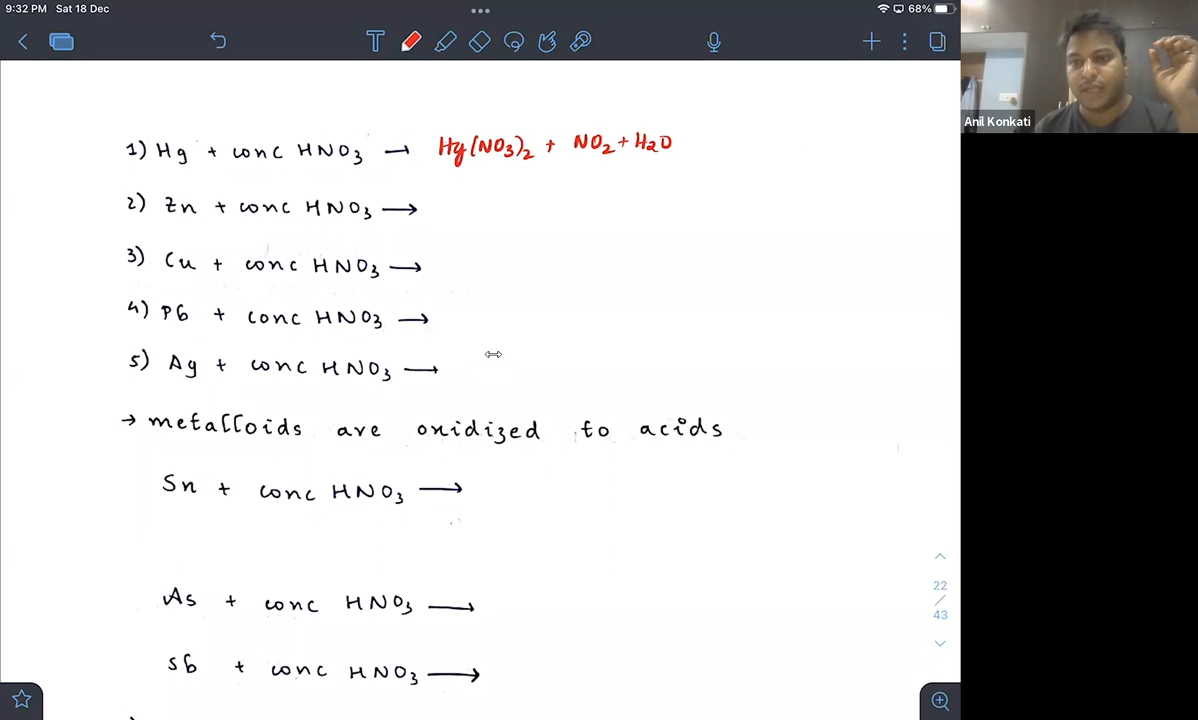 9:32 PM Sat 18 Dec
68%
Anil Konkati
1) Hg + conc HNO3 → Hg(NO3)2 + NO2 + H2O
2) Zn + conc HNO3 →
3) Cu + conc HNO3 →
4) Pb + conc HNO3 →
5) Ag + conc HNO3 →
→ metalloids are oxidized to acids
Sn + conc HNO3 →
As + conc HNO3 →
Sb + conc HNO3 →
22
/
43